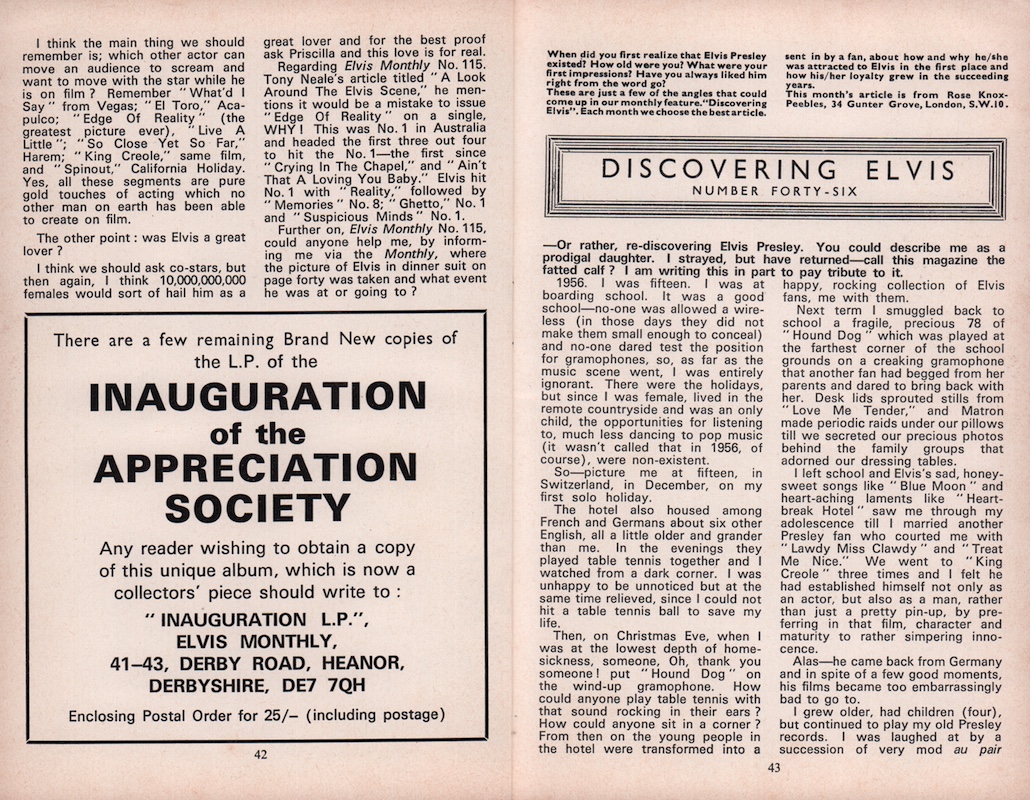 I think the main thing we should
remember is; which other actor can
move an audience to scream and
want to move with the star while he
is on film ? Remember "What'd I
Say" from Vegas; "El Toro," Aca-
pulco; "Edge Of Reality" (the
greatest picture ever), "Live A
Little"; "So Close Yet So Far,"
Harem; "King Creole," same film,
and "Spinout," California Holiday.
Yes, all these segments are pure
gold touches of acting which no
other man on earth has been able
to create on film.
The other point : was Elvis a great
lover ?
I think we should ask co-stars, but
then again, I think 10,000,000,000
females would sort of hail him as a
great lover and for the best proof
ask Priscilla and this love is for real.
Regarding Elvis Monthly No. 115.
Tony Neale's article titled "A Look
Around The Elvis Scene," he men-
tions it would be a mistake to issue
"Edge Of Reality" on a single,
WHY ! This was No. 1 in Australia
and headed the first three out four
to hit the No. 1—the first since
"Crying In The Chapel," and "Ain't
That A Loving You Baby." Elvis hit
No. 1 with "Reality," followed by
"Memories" No. 8; "Ghetto," No. 1
and "Suspicious Minds" No. 1.
Further on, Elvis Monthly No. 115,
could anyone help me, by inform-
ing me via the Monthly, where
the picture of Elvis in dinner suit on
page forty was taken and what event
he was at or going to ?
There are a few remaining Brand New copies of
the L.P. of the
INAUGURATION
of the
APPRECIATION
SOCIETY
Any reader wishing to obtain a copy
of this unique album, which is now a
collectors' piece should write to :
"INAUGURATION L.P.",
ELVIS MONTHLY,
41–43, DERBY ROAD, HEANOR,
DERBYSHIRE, DE7 7QH
Enclosing Postal Order for 25/– (including postage)
42
When did you first realize that Elvis Presley
existed? How old were you? What were your
first impressions? Have you always liked him
right from the word go?
These are just a few of the angles that could
come up in our monthly feature. "Discovering
Elvis". Each month we choose the best article.
sent in by a fan, about how and why he/she
was attracted to Elvis in the first place and
how his/her loyalty grew in the succeeding
years.
This month's article is from Rose Knox-
Peebles, 34 Gunter Grove, London, S.W.10.
DISCOVERING ELVIS
NUMBER FORTY-SIX
—Or rather, re-discovering Elvis Presley. You could describe me as a
prodigal daughter. I strayed, but have returned—call this magazine the
fatted calf ? I am writing this in part to pay tribute to it.
1956. I was fifteen. I was at
boarding school. It was a good
school—no-one was allowed a wire-
less (in those days they did not
make them small enough to conceal)
and no-one dared test the position
for gramophones, so, as far as the
music scene went, I was entirely
ignorant. There were the holidays,
but since I was female, lived in the
remote countryside and was an only
child, the opportunities for listening
to, much less dancing to pop music
(it wasn't called that in 1956, of
course), were non-existent.
So—picture me at fifteen, in
Switzerland, in December, on my
first solo holiday.
The hotel also housed among
French and Germans about six other
English, all a little older and grander
than me. In the evenings they
played table tennis together and I
watched from a dark corner. I was
unhappy to be unnoticed but at the
same time relieved, since I could not
hit a table tennis ball to save my
life.
Then, on Christmas Eve, when I
was at the lowest depth of home-
sickness, someone, Oh, thank you
someone ! put "Hound Dog" on
the wind-up gramophone. How
could anyone play table tennis with
that sound rocking in their ears ?
How could anyone sit in a corner ?
From then on the young people in
the hotel were transformed into a
happy, rocking collection of Elvis
fans, me with them.
Next term I smuggled back to
school a fragile, precious 78 of
"Hound Dog" which was played at
the farthest corner of the school
grounds on a creaking gramophone
that another fan had begged from her
parents and dared to bring back with
her. Desk lids sprouted stills from
"Love Me Tender," and Matron
made periodic raids under our pillows
till we secreted our precious photos
behind the family groups that
adorned our dressing tables.
I left school and Elvis's sad, honey-
sweet songs like "Blue Moon" and
heart-aching laments like "Heart-
break Hotel" saw me through my
adolescence till I married another
Presley fan who courted me with
"Lawdy Miss Clawdy" and "Treat
Me Nice." We went to "King
Creole" three times and I felt he
had established himself not only as
an actor, but also as a man, rather
than just a pretty pin-up, by pre-
ferring in that film, character and
maturity to rather simpering inno-
cence.
Alas—he came back from Germany
and in spite of a few good moments,
his films became too embarrassingly
bad to go to.
I grew older, had children (four),
but continued to play my old Presley
records. I was laughed at by a
succession of very mod au pair
43